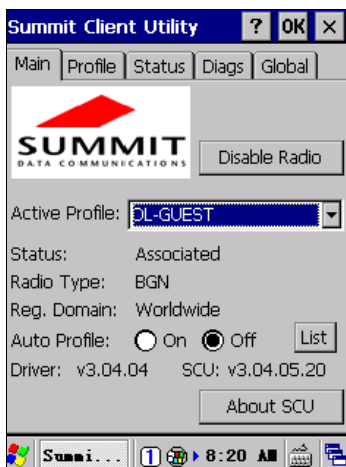 Summit Client Utility ? OK ×
Main Profile Status Diags Global
SUMMIT
DATA COMMUNICATIONS
Disable Radio
Active Profile: OL-GUEST
Status: Associated
Radio Type: BGN
Reg. Domain: Worldwide
Auto Profile: On Off List
Driver: v3.04.04 SCU: v3.04.05.20
About SCU
Summi... 1 8:20 AM